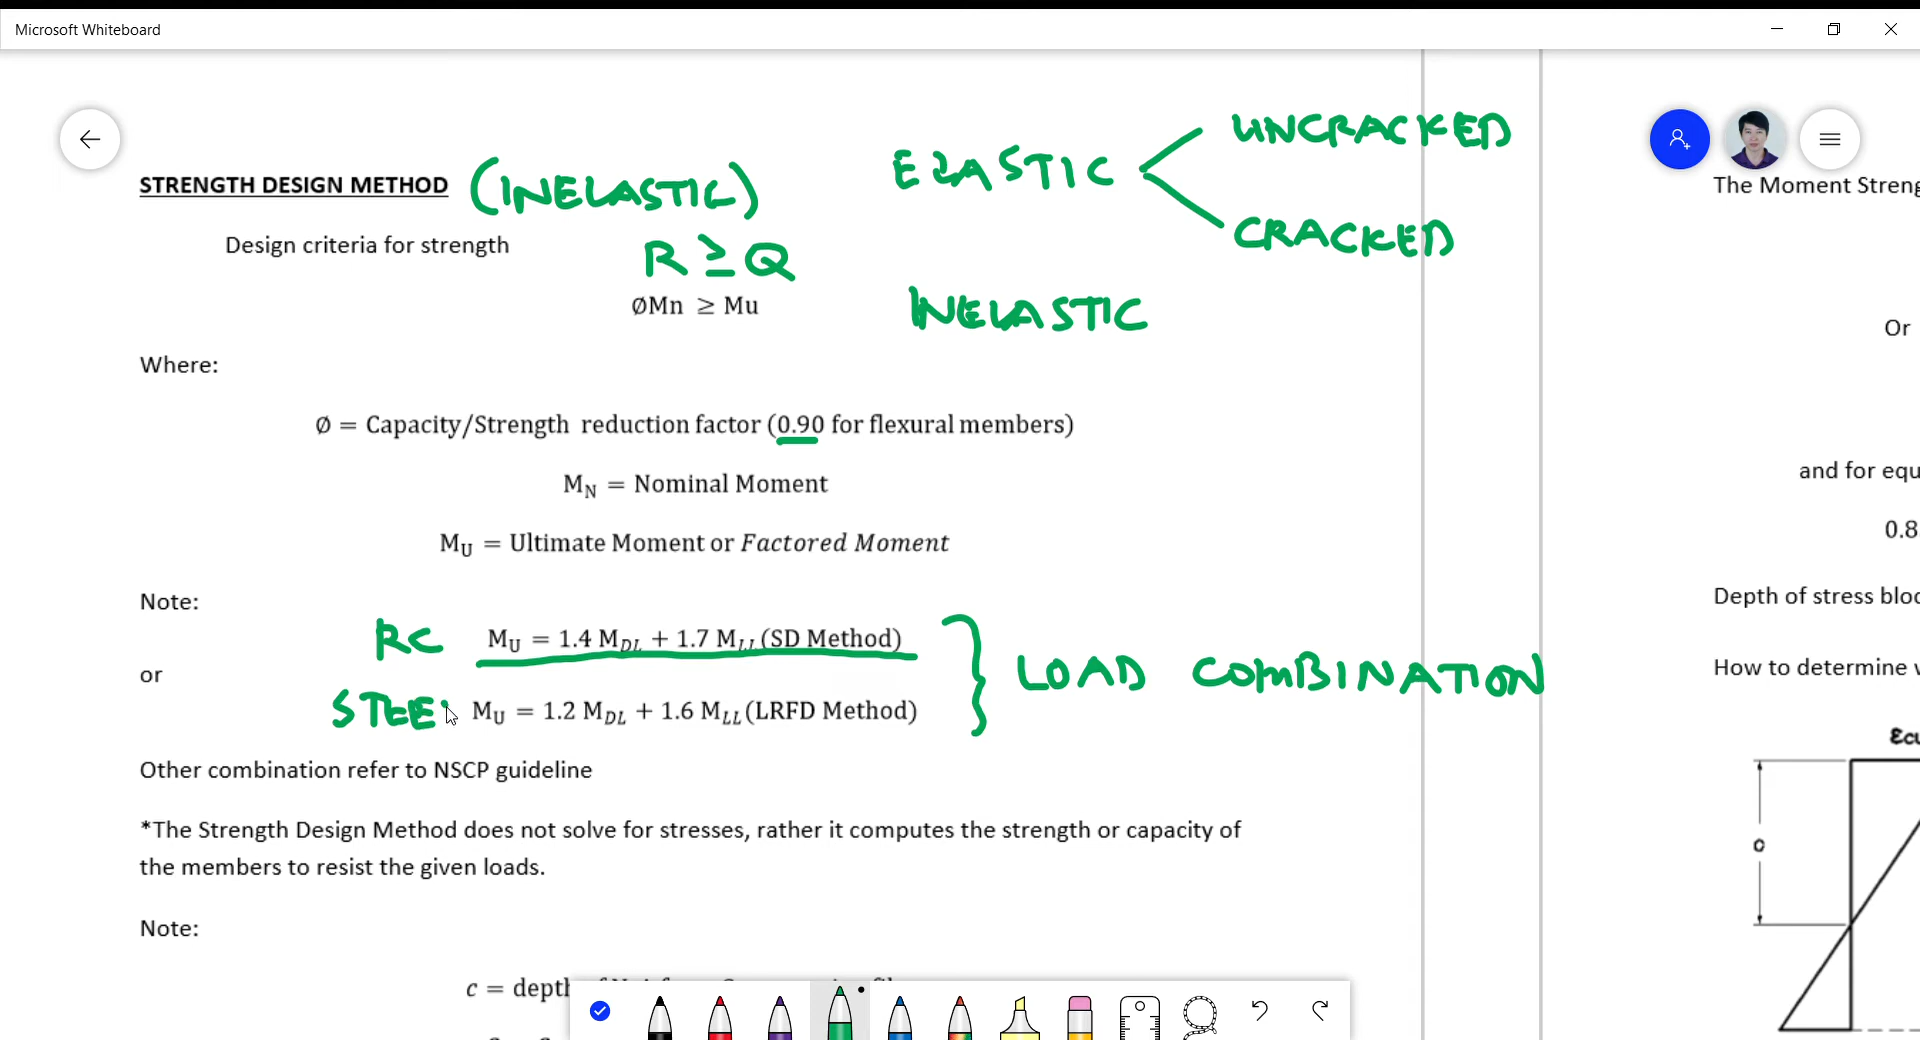 Microsoft Whiteboard
STRENGTH DESIGN METHOD (INELASTIC)
ELASTIC
UNCRACKED
CRACKED
INELASTIC
Design criteria for strength
R ≥ Q
ØMn ≥ Mu
Where:
Ø = Capacity/Strength reduction factor (0.90 for flexural members)
M_N = Nominal Moment
M_U = Ultimate Moment or Factored Moment
Note:
RC M_U = 1.4 M_DL + 1.7 M_LL (SD Method)
or
LOAD COMBINATION
M_U = 1.2 M_DL + 1.6 M_LL (LRFD Method)
Other combination refer to NSCP guideline
*The Strength Design Method does not solve for stresses, rather it computes the strength or capacity of
the members to resist the given loads.
Note:
c = depth
The Moment Streng
Or
and for equ
0.8
Depth of stress bloc
How to determine v
Ɛcu
c